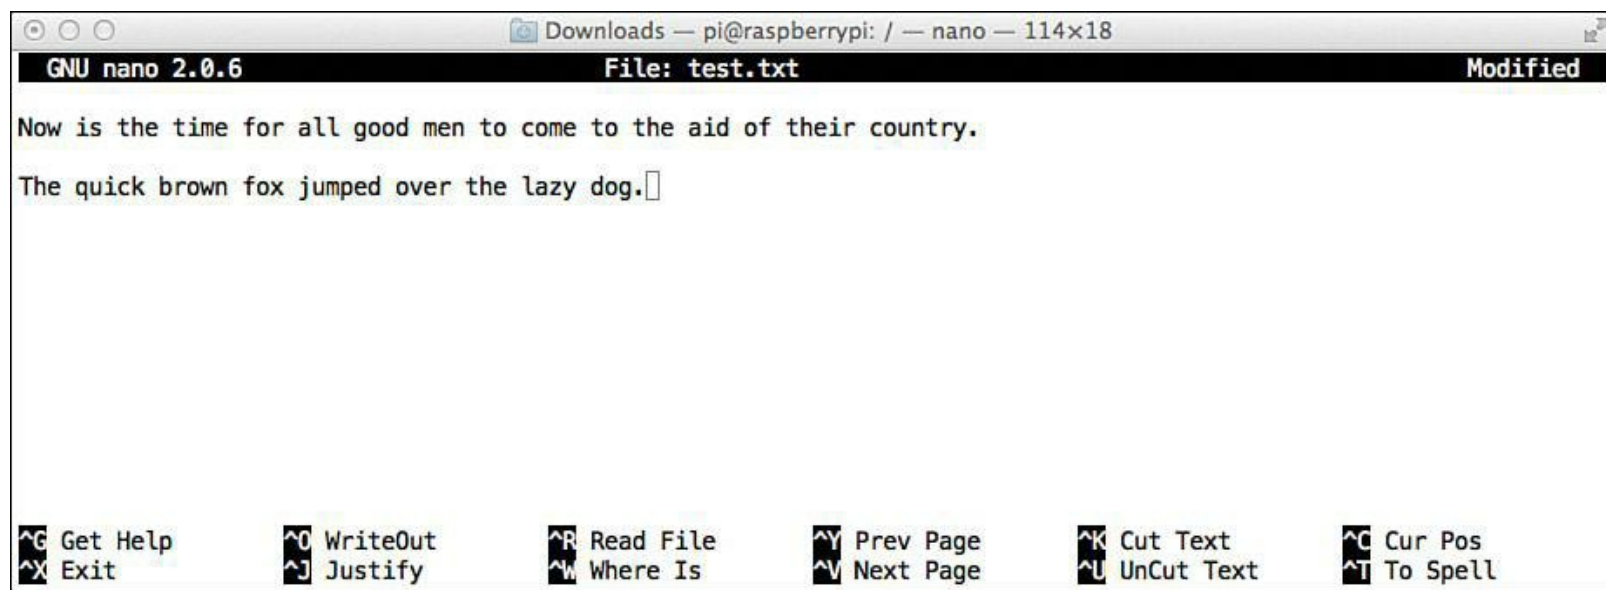 Downloads — pi@raspberrypi: / — nano — 114×18
GNU nano 2.0.6 File: test.txt Modified
Now is the time for all good men to come to the aid of their country.
The quick brown fox jumped over the lazy dog.
^G Get Help ^O WriteOut ^R Read File ^Y Prev Page ^K Cut Text ^C Cur Pos
^X Exit ^J Justify ^W Where Is ^V Next Page ^U UnCut Text ^T To Spell